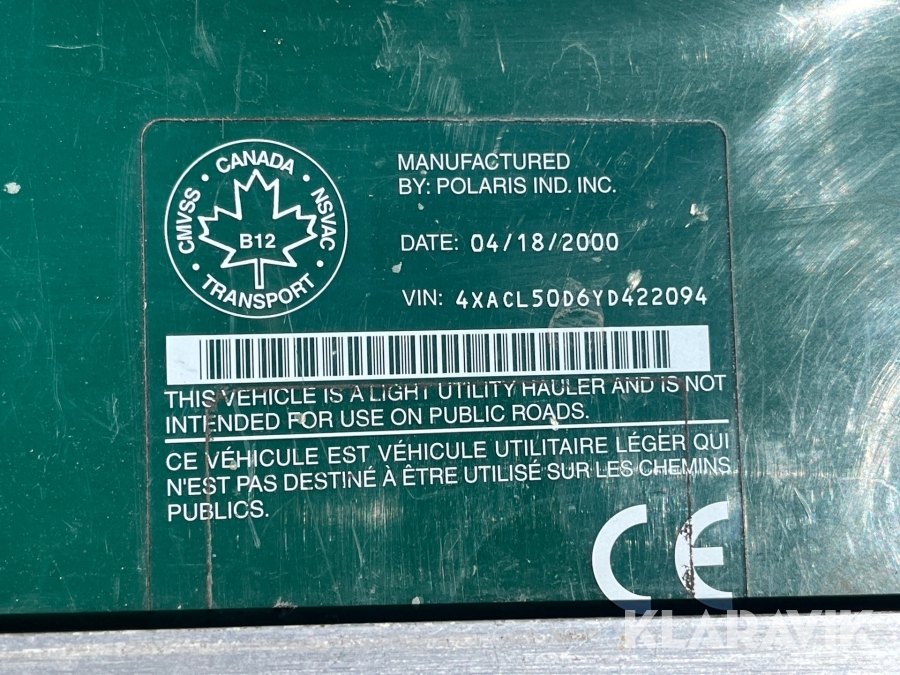 CANADA
CMVSS · NSVAC
B12
TRANSPORT
MANUFACTURED
BY: POLARIS IND. INC.
DATE: 04/18/2000
VIN: 4XACL50D6YD422094
THIS VEHICLE IS A LIGHT UTILITY HAULER AND IS NOT
INTENDED FOR USE ON PUBLIC ROADS.
CE VÉHICULE EST VÉHICULE UTILITAIRE LÉGER QUI
N'EST PAS DESTINÉ À ÊTRE UTILISÉ SUR LES CHEMINS
PUBLICS.
CE
KLARAVIK